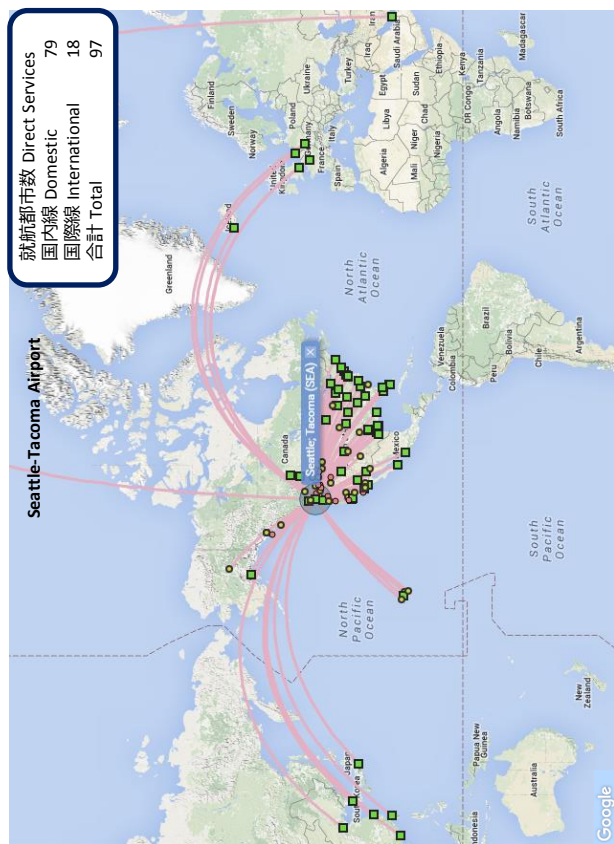 Seattle-Tacoma Airport
就航都市数 Direct Services
国内線 Domestic 79
国際線 International 18
合計 Total 97
Greenland
Iceland
Finland
Sweden
Norway
United
Kingdom
Poland
Germany
Ukraine
France
Spain
Italy
Turkey
Iraq
Iran
Algeria
Libya
Egypt
Saudi Arabia
Mali
Niger
Chad
Sudan
Ethiopia
Nigeria
DR Congo
Kenya
Tanzania
Angola
Namibia
Botswana
Madagascar
South Africa
Canada
Seattle; Tacoma (SEA) ×
Mexico
North
Atlantic
Ocean
Venezuela
Colombia
Peru
Brazil
Bolivia
Chile
Argentina
South
Atlantic
Ocean
North
Pacific
Ocean
South
Pacific
Ocean
Japan
South Korea
Indonesia
Papua New
Guinea
Australia
New
Zealand
Google